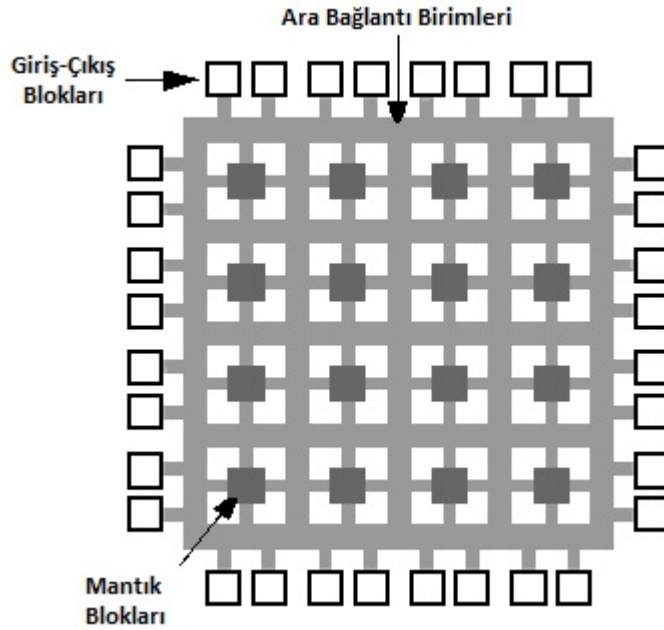 Ara Bağlantı Birimleri
Giriş-Çıkış
Blokları
Mantık
Blokları